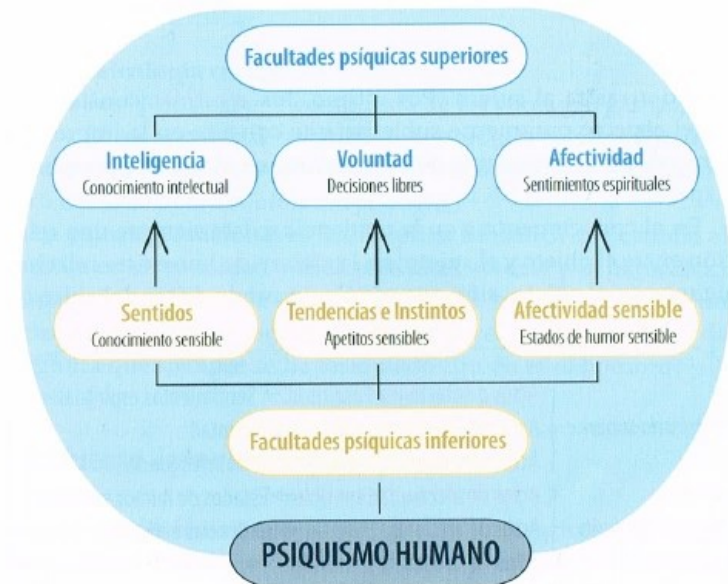 Facultades psíquicas superiores
Inteligencia
Conocimiento intelectual
Voluntad
Decisiones libres
Afectividad
Sentimientos espirituales
Sentidos
Conocimiento sensible
Tendencias e Instintos
Apetitos sensibles
Afectividad sensible
Estados de humor sensible
Facultades psíquicas inferiores
PSIQUISMO HUMANO